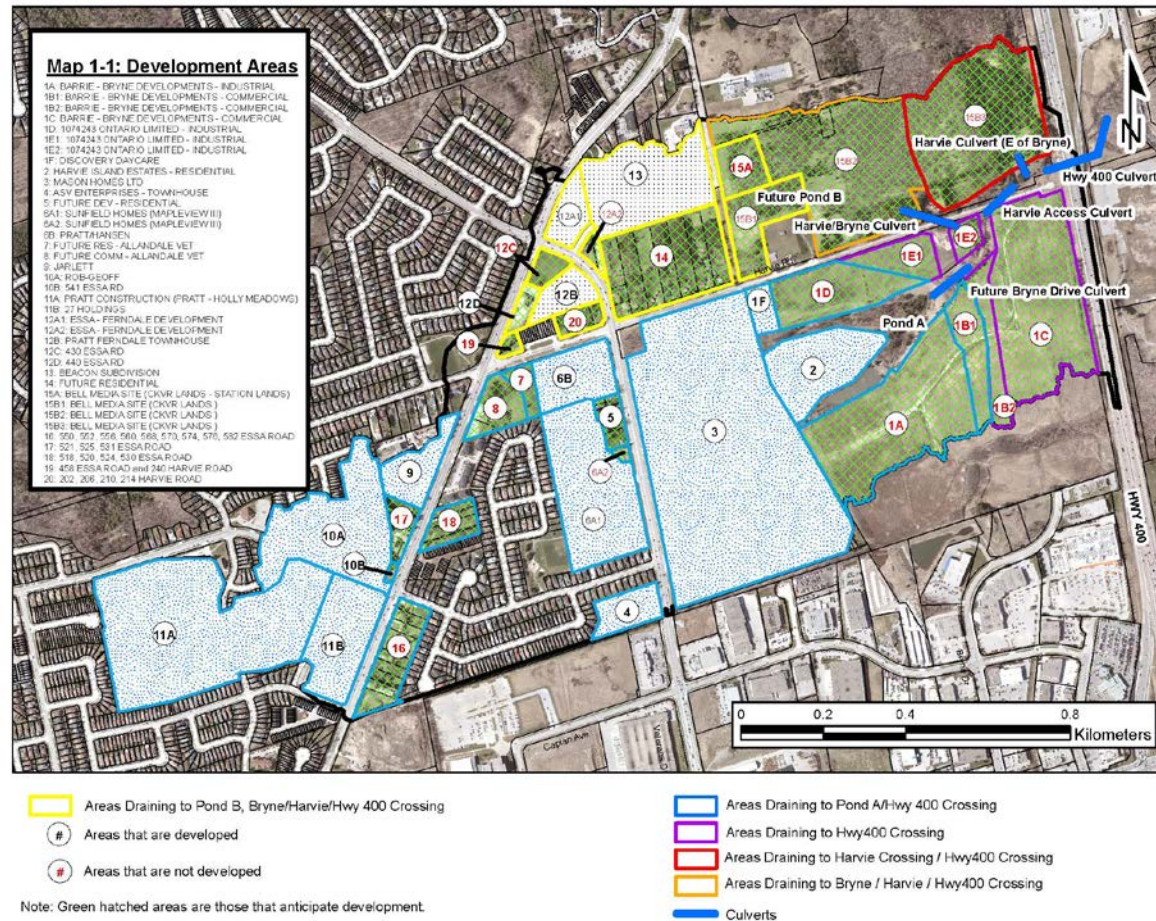 Map 1-1: Development Areas
1A: BARRIE - BRYNE DEVELOPMENTS - INDUSTRIAL
1B1: BARRIE - BRYNE DEVELOPMENTS - COMMERCIAL
1B2: BARRIE - BRYNE DEVELOPMENTS - COMMERCIAL
1C: BARRIE - BRYNE DEVELOPMENTS - COMMERCIAL
1D: 1074243 ONTARIO LIMITED - INDUSTRIAL
1E1: 1074243 ONTARIO LIMITED - INDUSTRIAL
1E2: 1074243 ONTARIO LIMITED - INDUSTRIAL
1F: DISCOVERY DAYCARE
2: HARVIE ISLAND ESTATES - RESIDENTIAL
3: MASON HOMES LTD
4: ASV ENTERPRISES - TOWNHOUSE
5: FUTURE DEV - RESIDENTIAL
6A1: SUNFIELD HOMES (MAPLEVIEW III)
6A2: SUNFIELD HOMES (MAPLEVIEW III)
6B: PRATT/HANSEN
7: FUTURE RES - ALLANDALE VET
8: FUTURE COMM - ALLANDALE VET
9: JARLETT
10A: ROB-GEOFF
10B: 541 ESSA RD
11A: PRATT CONSTRUCTION (PRATT - HOLLY MEADOWS)
11B: 27 HOLDINGS
12A1: ESSA - FERNDALE DEVELOPMENT
12A2: ESSA - FERNDALE DEVELOPMENT
12B: PRATT FERNDALE TOWNHOUSE
12C: 430 ESSA RD
12D: 440 ESSA RD
13: BEACON SUBDIVISION
14: FUTURE RESIDENTIAL
15A: BELL MEDIA SITE (CKVR LANDS - STATION LANDS)
15B1: BELL MEDIA SITE (CKVR LANDS )
15B2: BELL MEDIA SITE (CKVR LANDS )
15B3: BELL MEDIA SITE (CKVR LANDS )
16: 550, 552, 556, 560, 568, 570, 574, 576, 582 ESSA ROAD
17: 521, 525, 531 ESSA ROAD
18: 518, 520, 524, 530 ESSA ROAD
19: 458 ESSA ROAD and 240 HARVIE ROAD
20: 202, 206, 210, 214 HARVIE ROAD
15B3
Harvie Culvert (E of Bryne)
N
13
15A
15B2
Hwy 400 Culvert
12A1
12A2
Future Pond B
15B1
Harvie Access Culvert
Harvie/Bryne Culvert
12C
14
1E2
1E1
12D
12B
1F
1D
Future Bryne Drive Culvert
20
Pond A
1B1
1C
19
2
6B
7
8
5
3
1A
1B2
9
6A2
17
18
6A1
10A
10B
HWY 400
4
11A
11B
16
0 0.2 0.4 0.8
Kilometers
Caplan Ave
Areas Draining to Pond B, Bryne/Harvie/Hwy 400 Crossing
# Areas that are developed
# Areas that are not developed
Note: Green hatched areas are those that anticipate development.
Areas Draining to Pond A/Hwy 400 Crossing
Areas Draining to Hwy400 Crossing
Areas Draining to Harvie Crossing / Hwy400 Crossing
Areas Draining to Bryne / Harvie / Hwy400 Crossing
Culverts